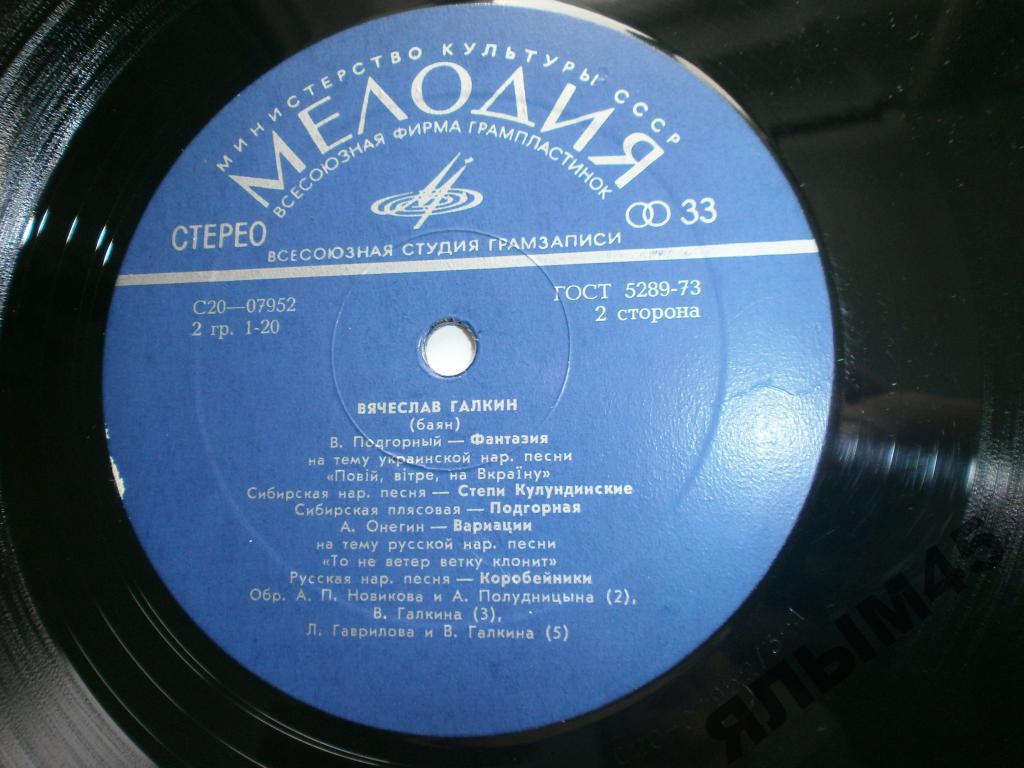 МИНИСТЕРСТВО КУЛЬТУРЫ СССР
МЕЛОДИЯ
ВСЕСОЮЗНАЯ ФИРМА ГРАМПЛАСТИНОК
СТЕРЕО
33
ВСЕСОЮЗНАЯ СТУДИЯ ГРАМЗАПИСИ
С20—07952
ГОСТ 5289-73
2 гр. 1-20
2 сторона
ВЯЧЕСЛАВ ГАЛКИН
(баян)
В. Подгорный — Фантазия
на тему украинской нар. песни
«Повій, вітре, на Вкраїну»
Сибирская нар. песня — Степи Кулундинские
Сибирская плясовая — Подгорная
А. Онегин — Вариации
на тему русской нар. песни
«То не ветер ветку клонит»
Русская нар. песня — Коробейники
Обр. А. П. Новикова и А. Полудницына (2),
В. Галкина (3),
Л. Гаврилова и В. Галкина (5)
ЯЛЫМ45